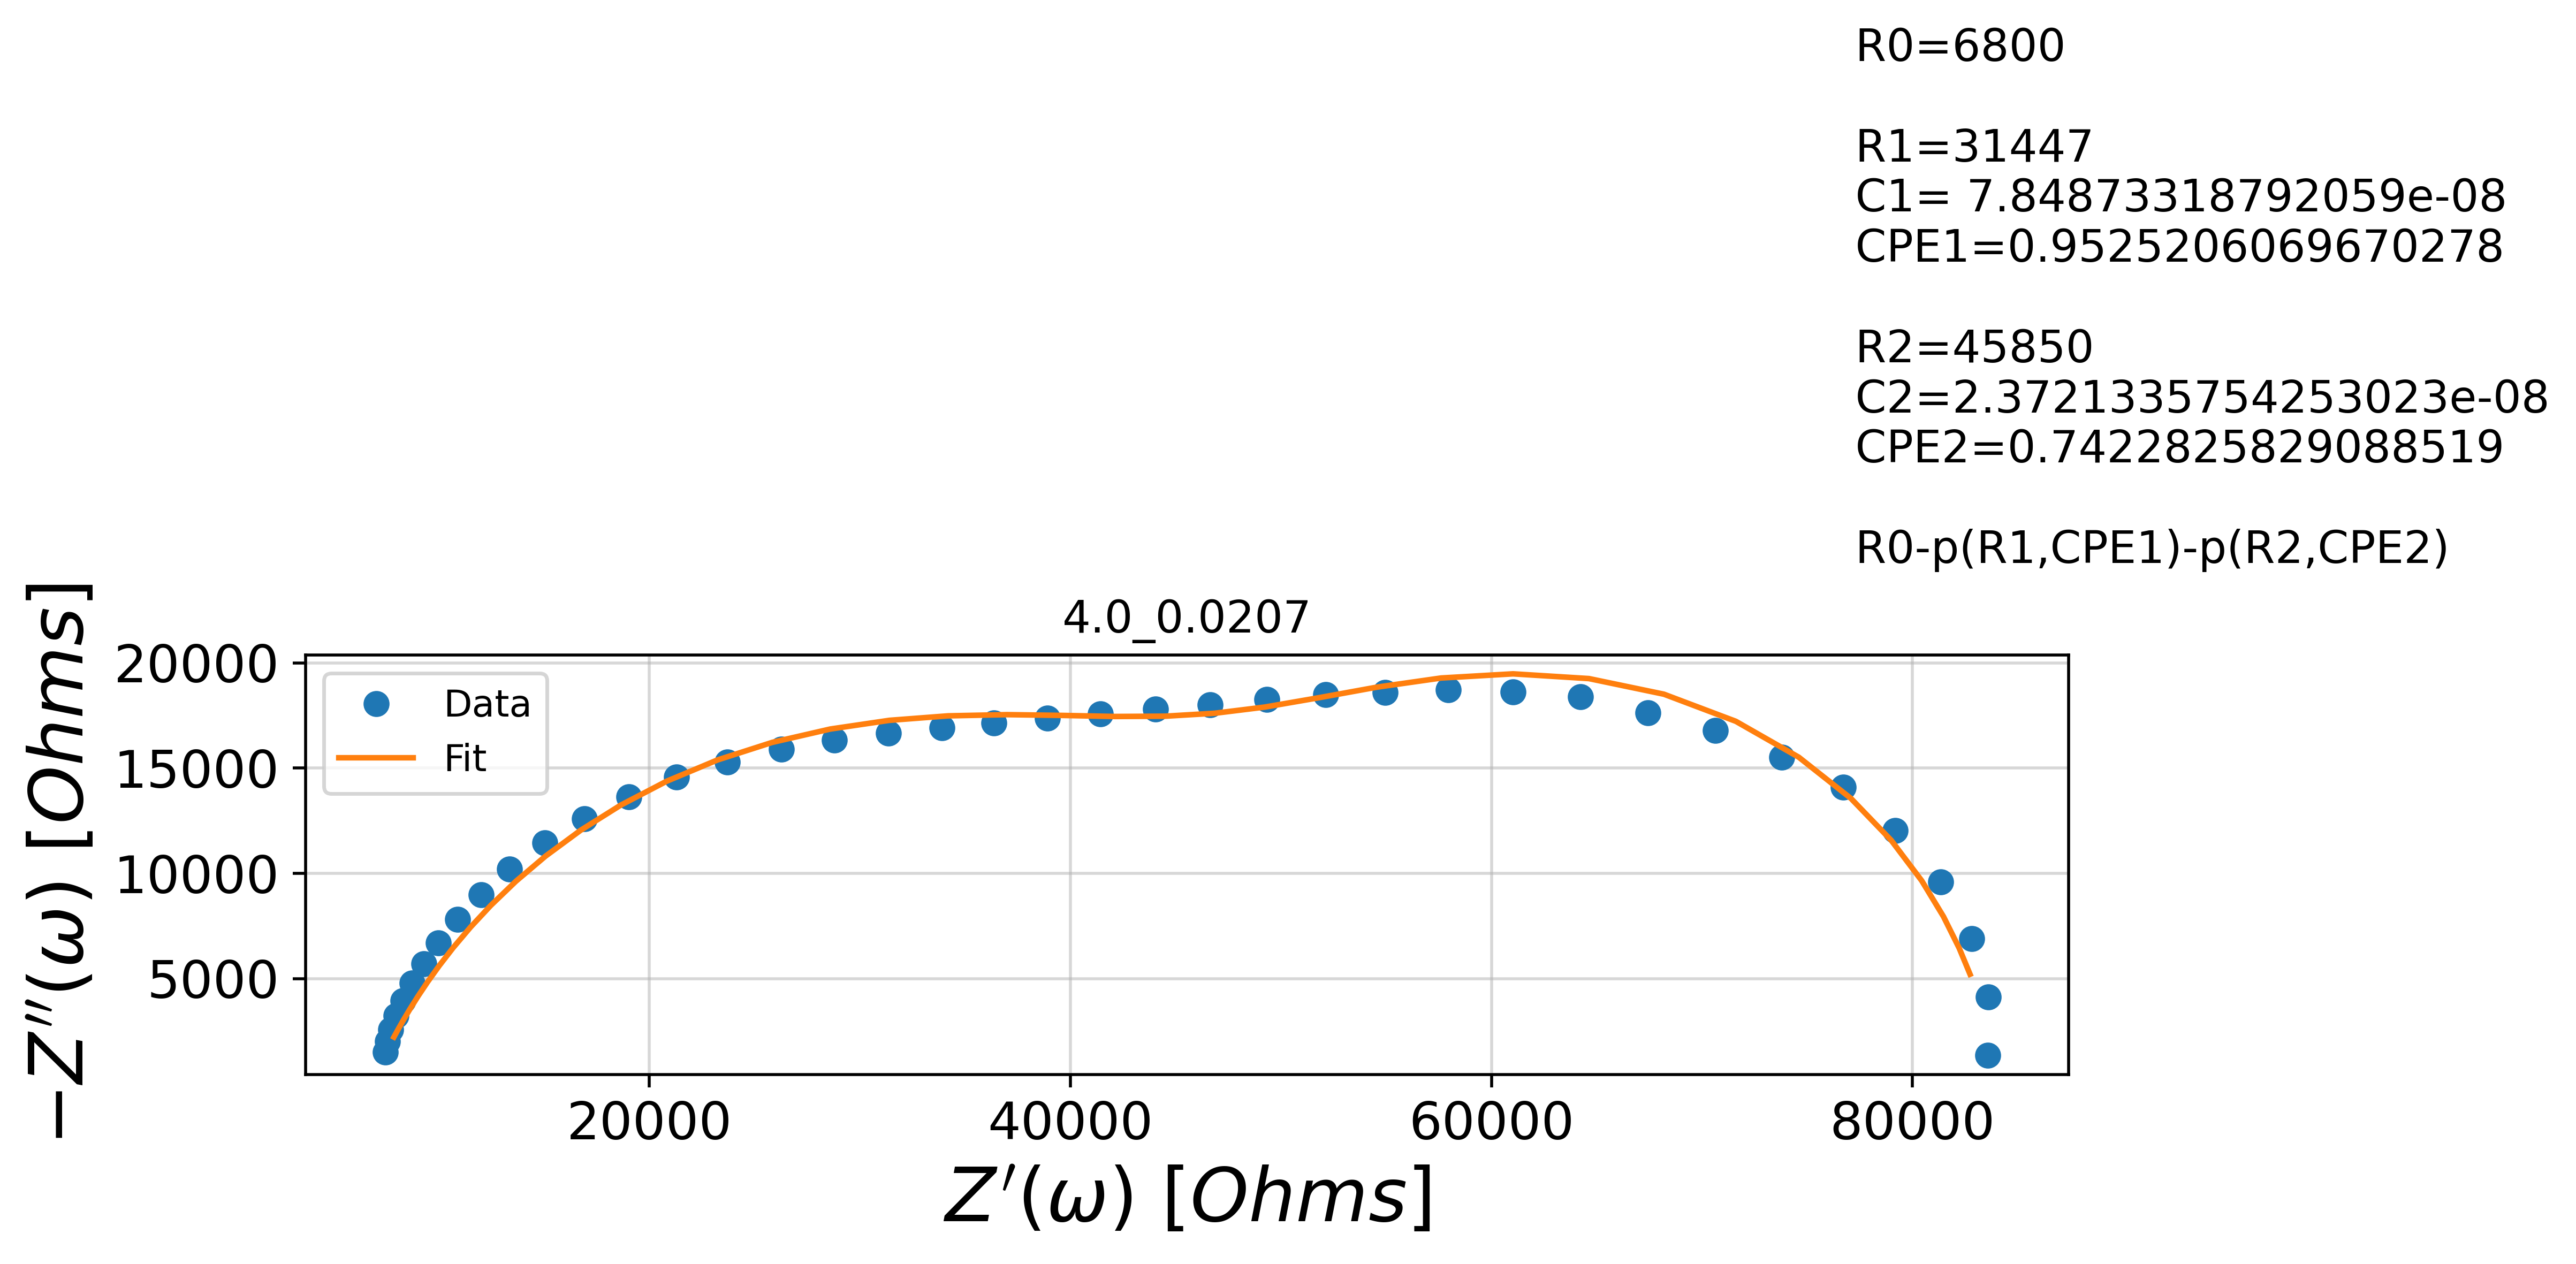 R0=6800
R1=31447
C1= 7.84873318792059e-08
CPE1=0.9525206069670278
R2=45850
C2=2.3721335754253023e-08
CPE2=0.7422825829088519
R0-p(R1,CPE1)-p(R2,CPE2)
4.0_0.0207
−Z′′(ω) [Ohms]
20000
15000
10000
5000
Data
Fit
20000 40000 60000 80000
Z′(ω) [Ohms]